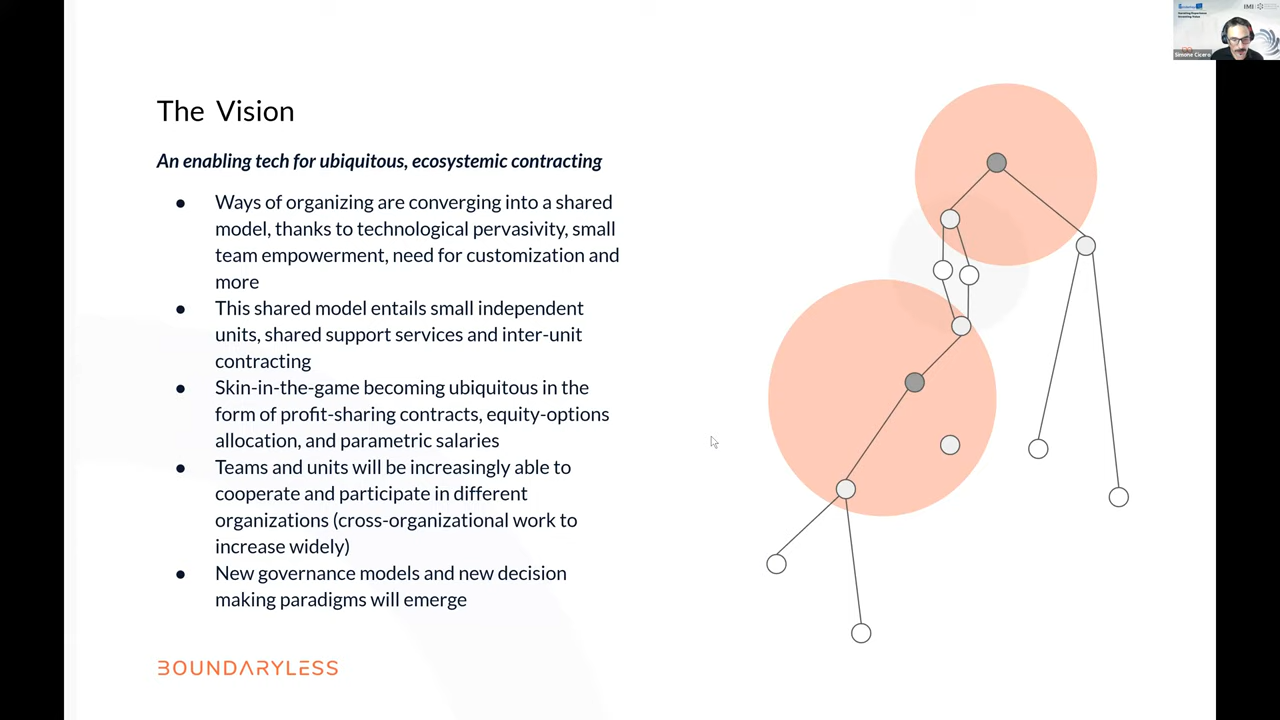 The Vision
An enabling tech for ubiquitous, ecosystemic contracting
● Ways of organizing are converging into a shared
model, thanks to technological pervasivity, small
team empowerment, need for customization and
more
● This shared model entails small independent
units, shared support services and inter-unit
contracting
● Skin-in-the-game becoming ubiquitous in the
form of profit-sharing contracts, equity-options
allocation, and parametric salaries
● Teams and units will be increasingly able to
cooperate and participate in different
organizations (cross-organizational work to
increase widely)
● New governance models and new decision
making paradigms will emerge
BOUNDARYLESS
IMI
Simone Cicero